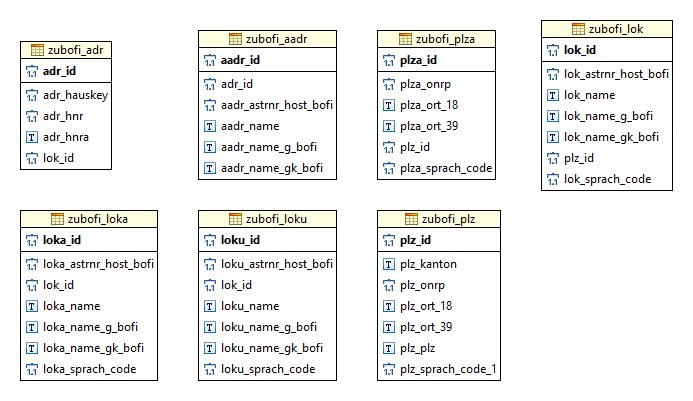 zubofi_adr
adr_id
adr_hauskey
adr_hnr
adr_hnra
lok_id
zubofi_aadr
aadr_id
adr_id
aadr_astrnr_host_bofi
aadr_name
aadr_name_g_bofi
aadr_name_gk_bofi
zubofi_plza
plza_id
plza_onrp
plza_ort_18
plza_ort_39
plz_id
plza_sprach_code
zubofi_lok
lok_id
lok_astrnr_host_bofi
lok_name
lok_name_g_bofi
lok_name_gk_bofi
plz_id
lok_sprach_code
zubofi_loka
loka_id
loka_astrnr_host_bofi
lok_id
loka_name
loka_name_g_bofi
loka_name_gk_bofi
loka_sprach_code
zubofi_loku
loku_id
loku_astrnr_host_bofi
lok_id
loku_name
loku_name_g_bofi
loku_name_gk_bofi
loku_sprach_code
zubofi_plz
plz_id
plz_kanton
plz_onrp
plz_ort_18
plz_ort_39
plz_plz
plz_sprach_code_1